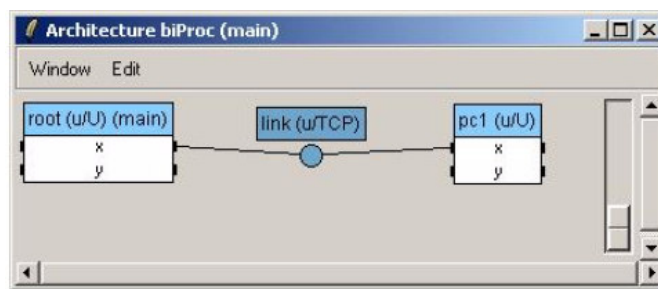 Architecture biProc (main)
Window Edit
root (u/U) (main)
x
y
link (u/TCP)
pc1 (u/U)
x
y